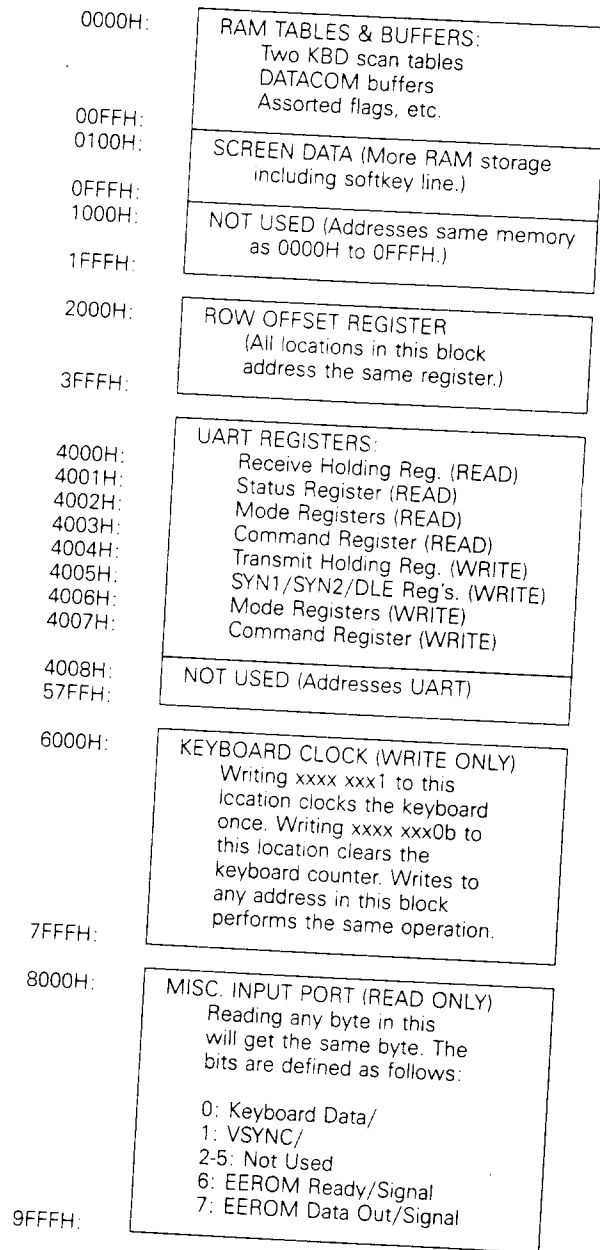 0000H: RAM TABLES & BUFFERS:
Two KBD scan tables
DATACOM buffers
Assorted flags, etc.
00FFH:
0100H: SCREEN DATA (More RAM storage
including softkey line.)
0FFFH:
1000H: NOT USED (Addresses same memory
as 0000H to 0FFFH.)
1FFFH:
2000H: ROW OFFSET REGISTER
(All locations in this block
address the same register.)
3FFFH:
UART REGISTERS:
4000H: Receive Holding Reg. (READ)
4001H: Status Register (READ)
4002H: Mode Registers (READ)
4003H: Command Register (READ)
4004H: Transmit Holding Reg. (WRITE)
4005H: SYN1/SYN2/DLE Reg's. (WRITE)
4006H: Mode Registers (WRITE)
4007H: Command Register (WRITE)
4008H: NOT USED (Addresses UART)
57FFH:
6000H: KEYBOARD CLOCK (WRITE ONLY)
Writing xxxx xxx1 to this
location clocks the keyboard
once. Writing xxxx xxx0b to
this location clears the
keyboard counter. Writes to
any address in this block
performs the same operation.
7FFFH:
8000H: MISC. INPUT PORT (READ ONLY)
Reading any byte in this
will get the same byte. The
bits are defined as follows:
0: Keyboard Data/
1: VSYNC/
2-5: Not Used
6: EEROM Ready/Signal
7: EEROM Data Out/Signal
9FFFH: